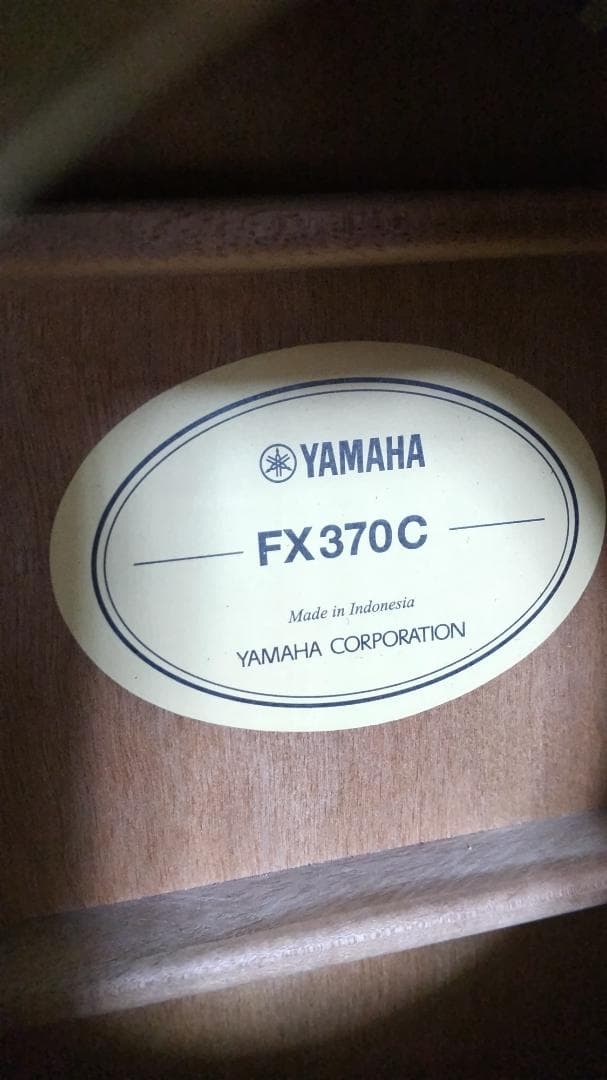 YAMAHA
FX370C
Made in Indonesia
YAMAHA CORPORATION